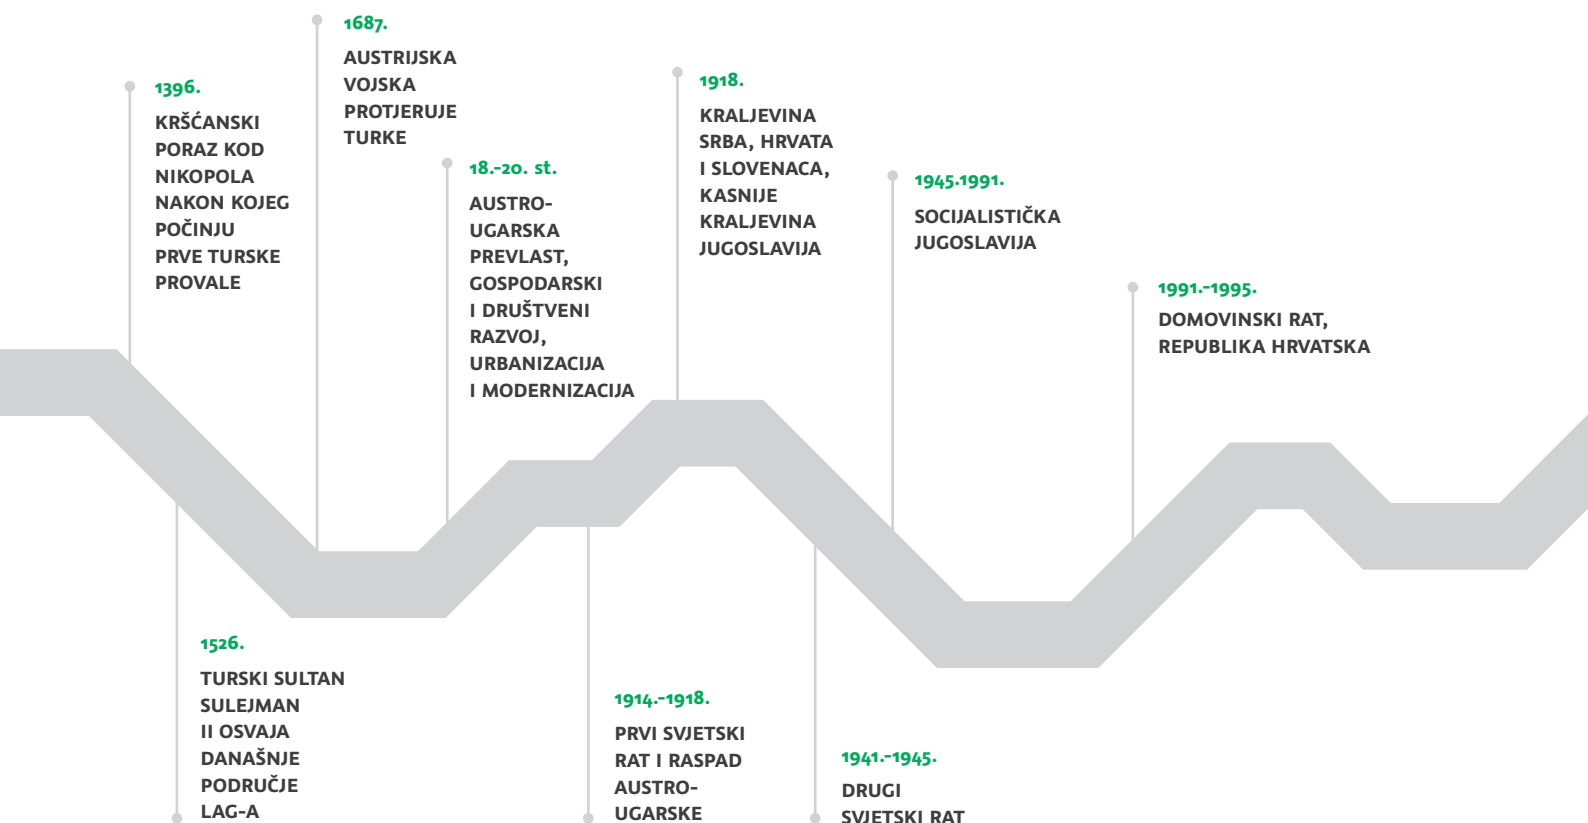 1396.
KRŠĆANSKI
PORAZ KOD
NIKOPOLA
NAKON KOJEG
POČINJU
PRVE TURSKE
PROVALE
1526.
TURSKI SULTAN
SULEJMAN
II OSVAJA
DANAŠNJE
PODRUČJE
LAG-A
1687.
AUSTRIJSKA
VOJSKA
PROTJERUJE
TURKE
18.-20. st.
AUSTRO-
UGARSKA
PREVLAST,
GOSPODARSKI
I DRUŠTVENI
RAZVOJ,
URBANIZACIJA
I MODERNIZACIJA
1914.-1918.
PRVI SVJETSKI
RAT I RASPAD
AUSTRO-
UGARSKE
1918.
KRALJEVINA
SRBA, HRVATA
I SLOVENACA,
KASNIJE
KRALJEVINA
JUGOSLAVIJA
1941.-1945.
DRUGI
SVJETSKI RAT
1945.1991.
SOCIJALISTIČKA
JUGOSLAVIJA
1991.-1995.
DOMOVINSKI RAT,
REPUBLIKA HRVATSKA